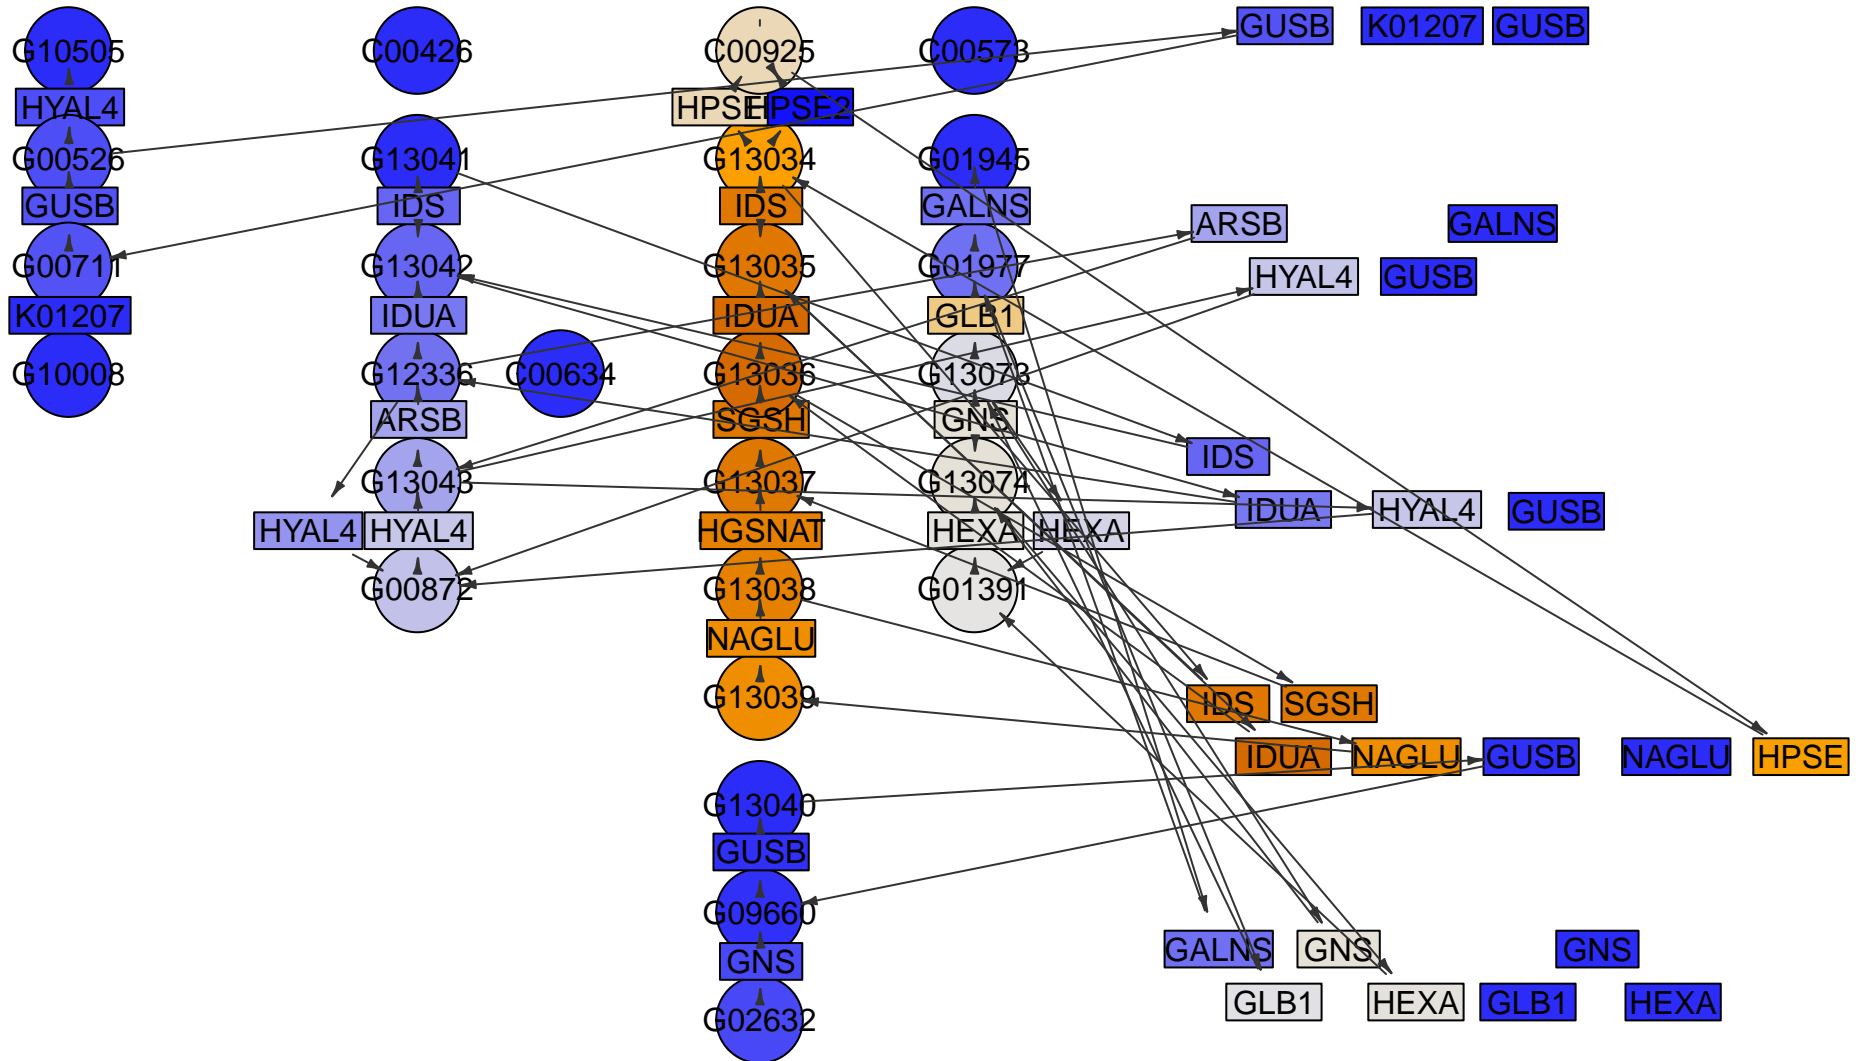 G10505
C00426
C00925
C00573
GUSB
K01207
GUSB
HYAL4
HPSE
HPSE2
G00526
G13041
G13034
G01945
GUSB
IDS
IDS
GALNS
ARSB
GALNS
G00711
G13042
G13035
G01977
HYAL4
GUSB
K01207
IDUA
IDUA
GLB1
G10008
G12336
C00634
G13036
G13073
ARSB
SGSH
GNS
IDS
G13043
G13037
G13074
IDUA
HYAL4
GUSB
HYAL4
HYAL4
HGSNAT
HEXA
HEXA
G00872
G13038
G01391
NAGLU
G13039
IDS
SGSH
IDUA
NAGLU
GUSB
NAGLU
HPSE
G13040
GUSB
G09660
GNS
GALNS
GNS
GNS
G02632
GLB1
HEXA
GLB1
HEXA